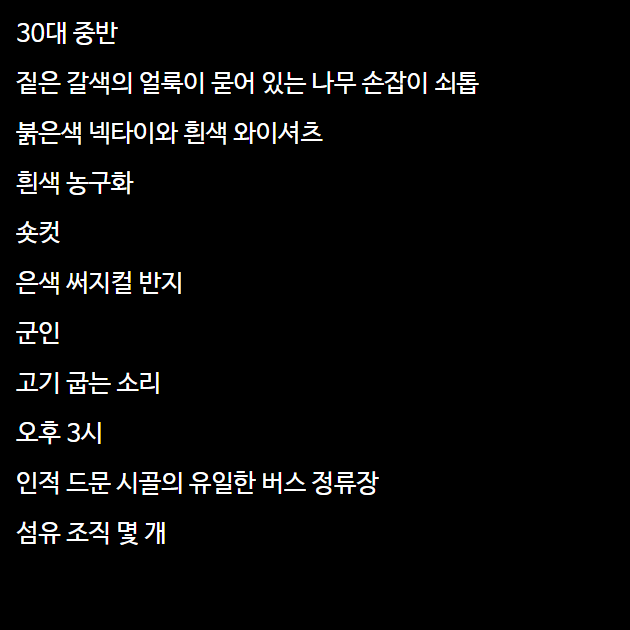 30대 중반
짙은 갈색의 얼룩이 묻어 있는 나무 손잡이 쇠톱
붉은색 넥타이와 흰색 와이셔츠
흰색 농구화
숏컷
은색 써지컬 반지
군인
고기 굽는 소리
오후 3시
인적 드문 시골의 유일한 버스 정류장
섬유 조직 몇 개